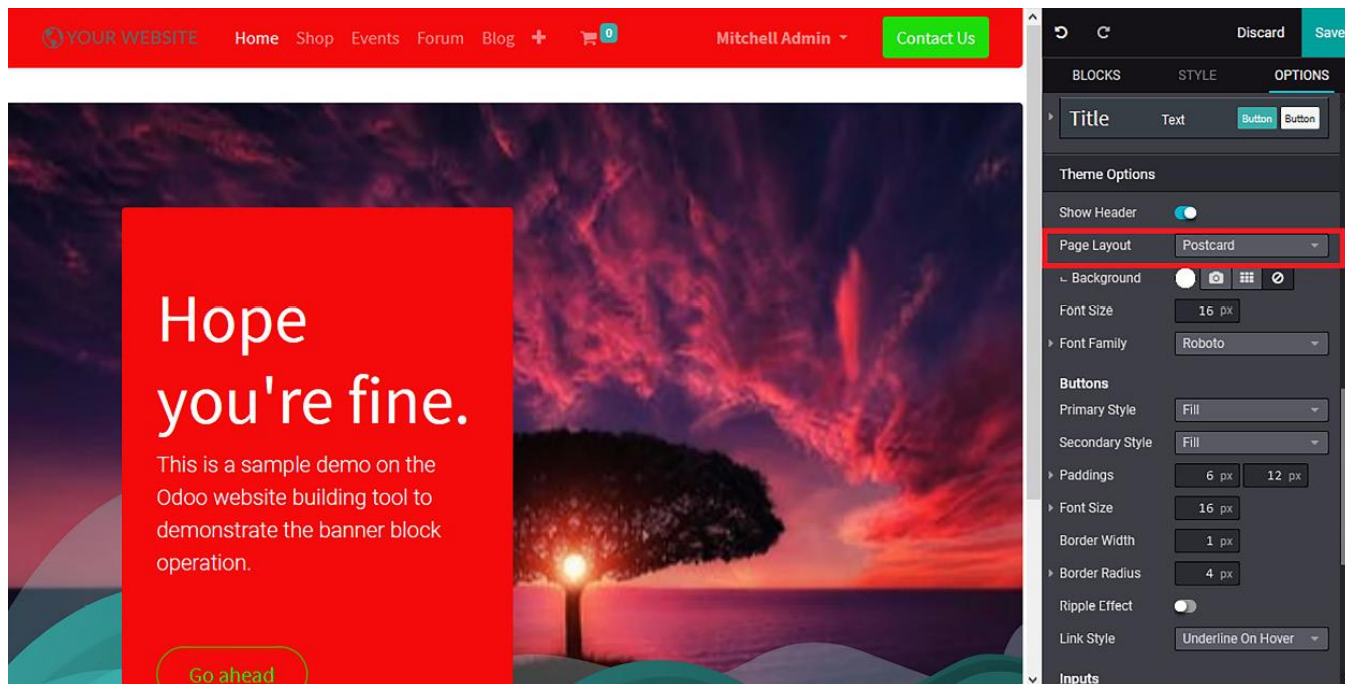 YOUR WEBSITE Home Shop Events Forum Blog + 0 Mitchell Admin Contact Us
Hope
you're fine.
This is a sample demo on the
Odoo website building tool to
demonstrate the banner block
operation.
Go ahead
Discard Save
BLOCKS STYLE OPTIONS
Title Text Button Button
Theme Options
Show Header
Page Layout Postcard
Background
Font Size 16 px
Font Family Roboto
Buttons
Primary Style Fill
Secondary Style Fill
Paddings 6 px 12 px
Font Size 16 px
Border Width 1 px
Border Radius 4 px
Ripple Effect
Link Style Underline On Hover
Inputs